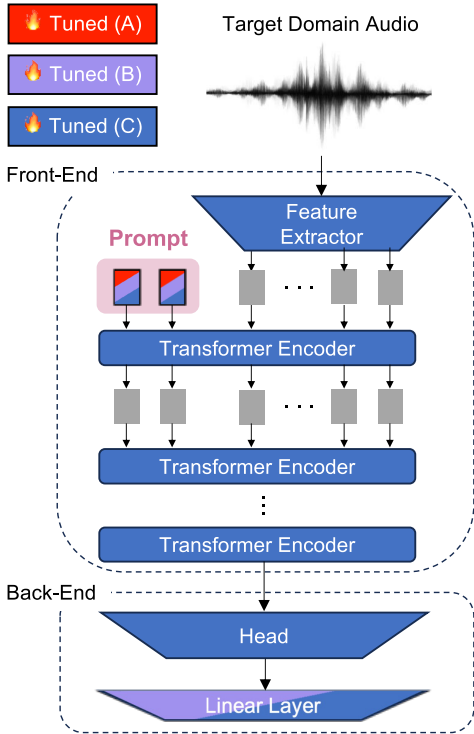 Tuned (A)
Tuned (B)
Tuned (C)
Target Domain Audio
Front-End
Feature
Extractor
Prompt
Transformer Encoder
Transformer Encoder
Transformer Encoder
Back-End
Head
Linear Layer